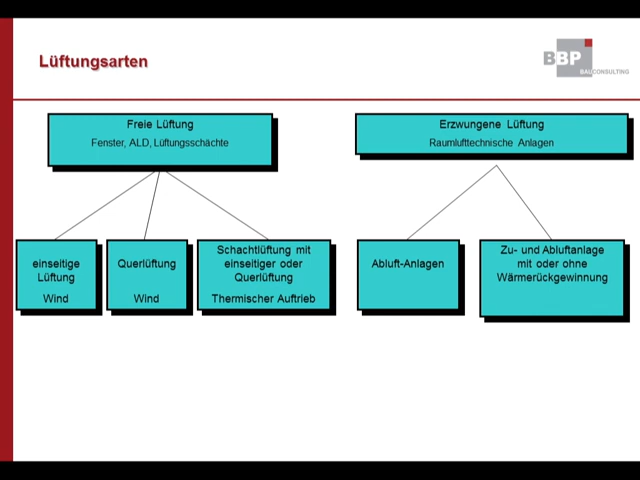 Lüftungsarten
BBP
BAUCONSULTING
Freie Lüftung
Fenster, ALD, Lüftungsschächte
Erzwungene Lüftung
Raumlufttechnische Anlagen
einseitige
Lüftung
Wind
Querlüftung
Wind
Schachtlüftung mit
einseitiger oder
Querlüftung
Thermischer Auftrieb
Abluft-Anlagen
Zu- und Abluftanlage
mit oder ohne
Wärmerückgewinnung